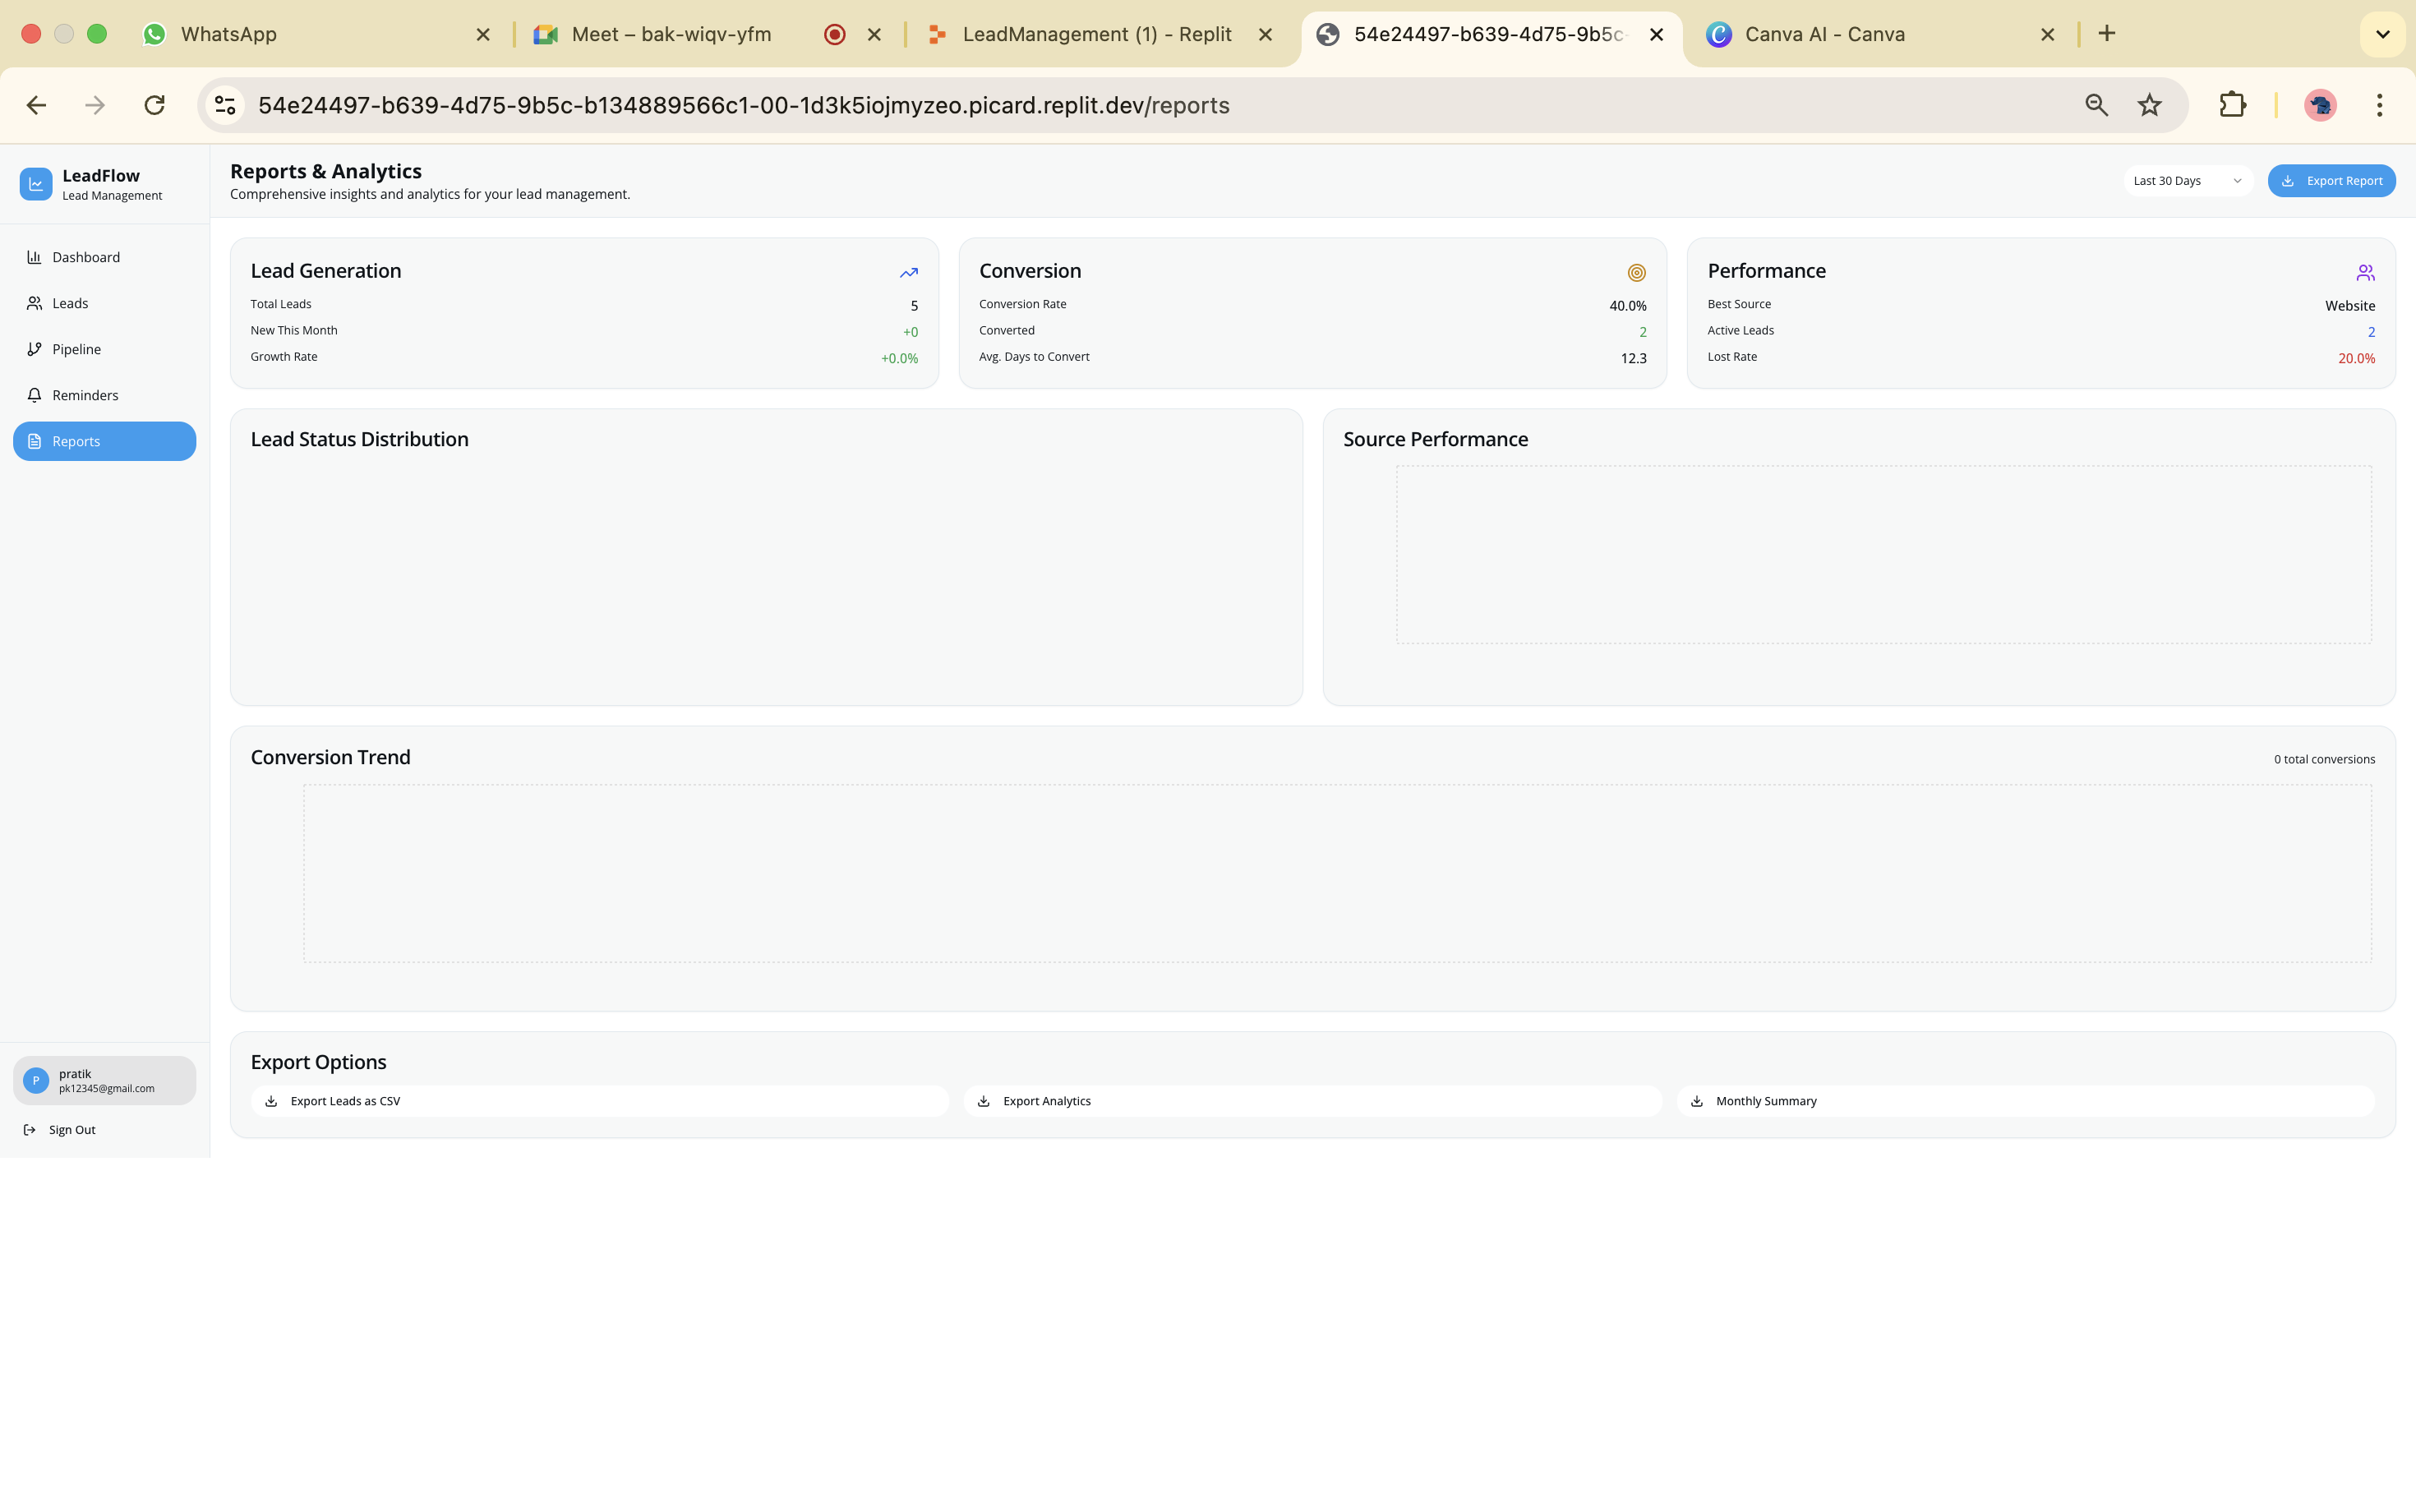 WhatsApp
Meet – bak-wiqv-yfm
LeadManagement (1) - Replit
54e24497-b639-4d75-9b5c-
Canva AI - Canva
54e24497-b639-4d75-9b5c-b134889566c1-00-1d3k5iojmyzeo.picard.replit.dev/reports
LeadFlow
Lead Management
Dashboard
Leads
Pipeline
Reminders
Reports
P
pratik
pk12345@gmail.com
Sign Out
Reports & Analytics
Comprehensive insights and analytics for your lead management.
Last 30 Days
Export Report
Lead Generation
Total Leads 5
New This Month +0
Growth Rate +0.0%
Conversion
Conversion Rate 40.0%
Converted 2
Avg. Days to Convert 12.3
Performance
Best Source Website
Active Leads 2
Lost Rate 20.0%
Lead Status Distribution
Source Performance
Conversion Trend
0 total conversions
Export Options
Export Leads as CSV
Export Analytics
Monthly Summary